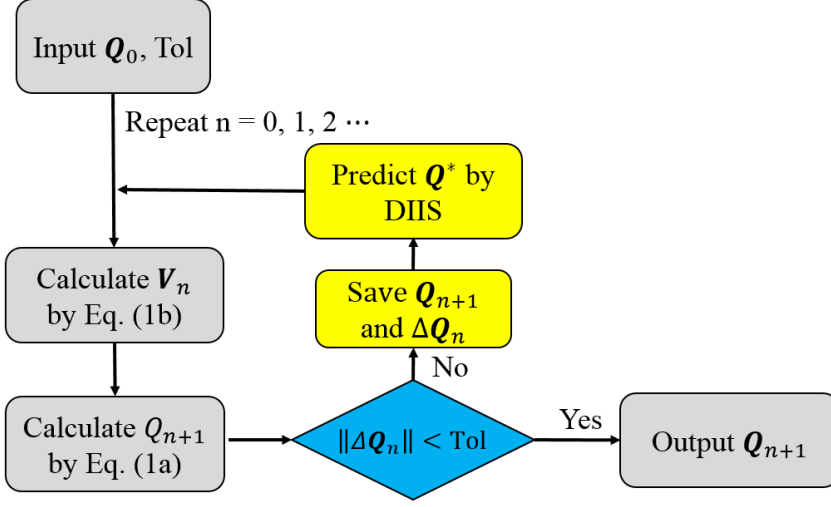 Input Q₀, Tol
Repeat n = 0, 1, 2 ⋯
Predict Q* by
DIIS
Calculate Vₙ
by Eq. (1b)
Save Qₙ₊₁
and ΔQₙ
No
Calculate Qₙ₊₁
by Eq. (1a)
‖ΔQₙ‖ < Tol
Yes
Output Qₙ₊₁